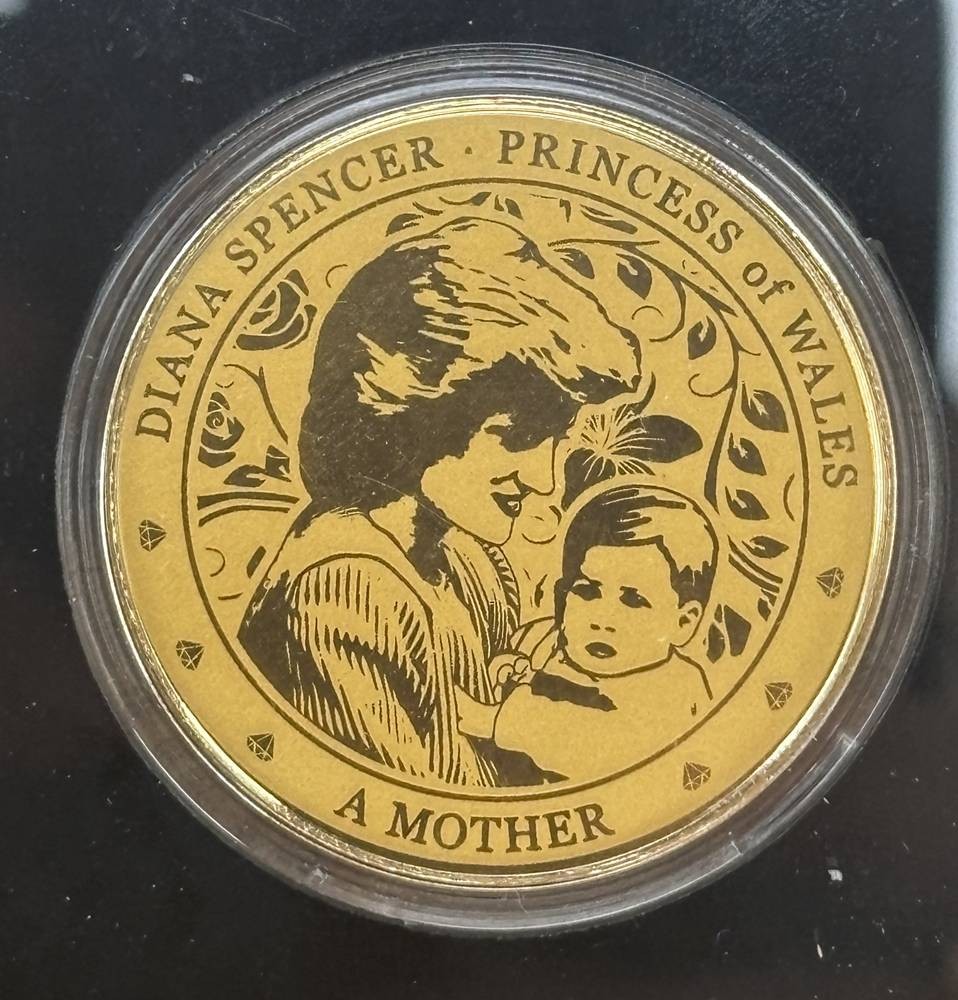 DIANA SPENCER · PRINCESS of WALES
A MOTHER